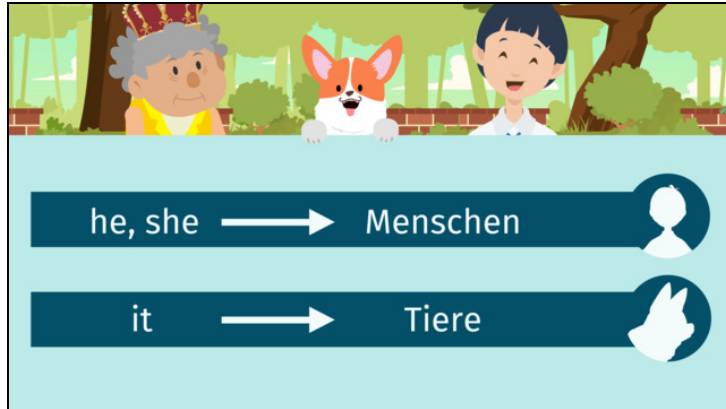 he, she → Menschen
it → Tiere